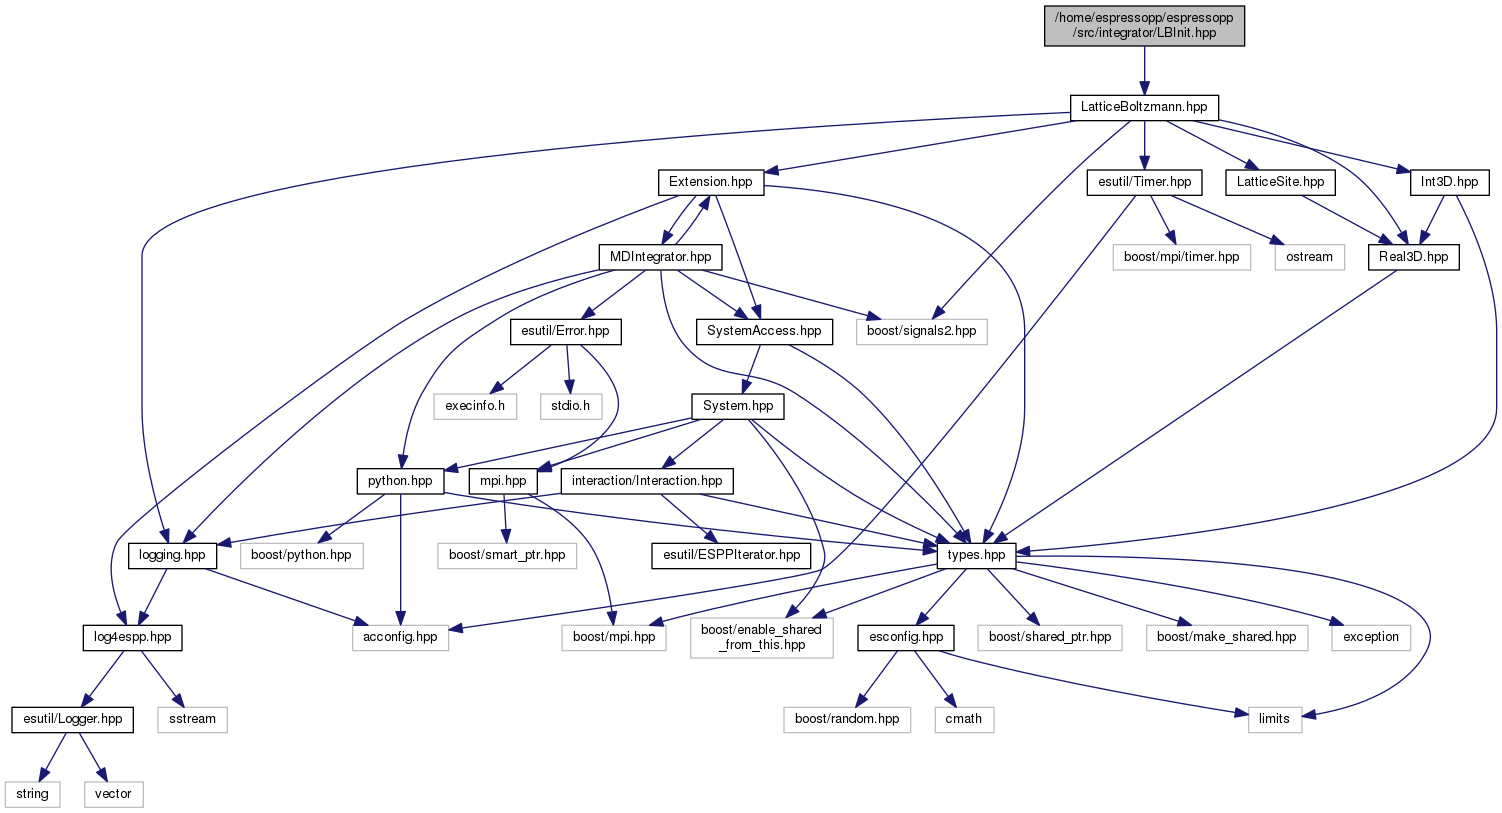 /home/espressopp/espressopp
/src/integrator/LBInit.hpp
LatticeBoltzmann.hpp
Extension.hpp
esutil/Timer.hpp
LatticeSite.hpp
Int3D.hpp
MDIntegrator.hpp
boost/mpi/timer.hpp
ostream
Real3D.hpp
esutil/Error.hpp
SystemAccess.hpp
boost/signals2.hpp
execinfo.h
stdio.h
System.hpp
python.hpp
mpi.hpp
interaction/Interaction.hpp
logging.hpp
boost/python.hpp
boost/smart_ptr.hpp
esutil/ESPPIterator.hpp
types.hpp
log4espp.hpp
acconfig.hpp
boost/mpi.hpp
boost/enable_shared
_from_this.hpp
esconfig.hpp
boost/shared_ptr.hpp
boost/make_shared.hpp
exception
esutil/Logger.hpp
sstream
boost/random.hpp
cmath
limits
string
vector